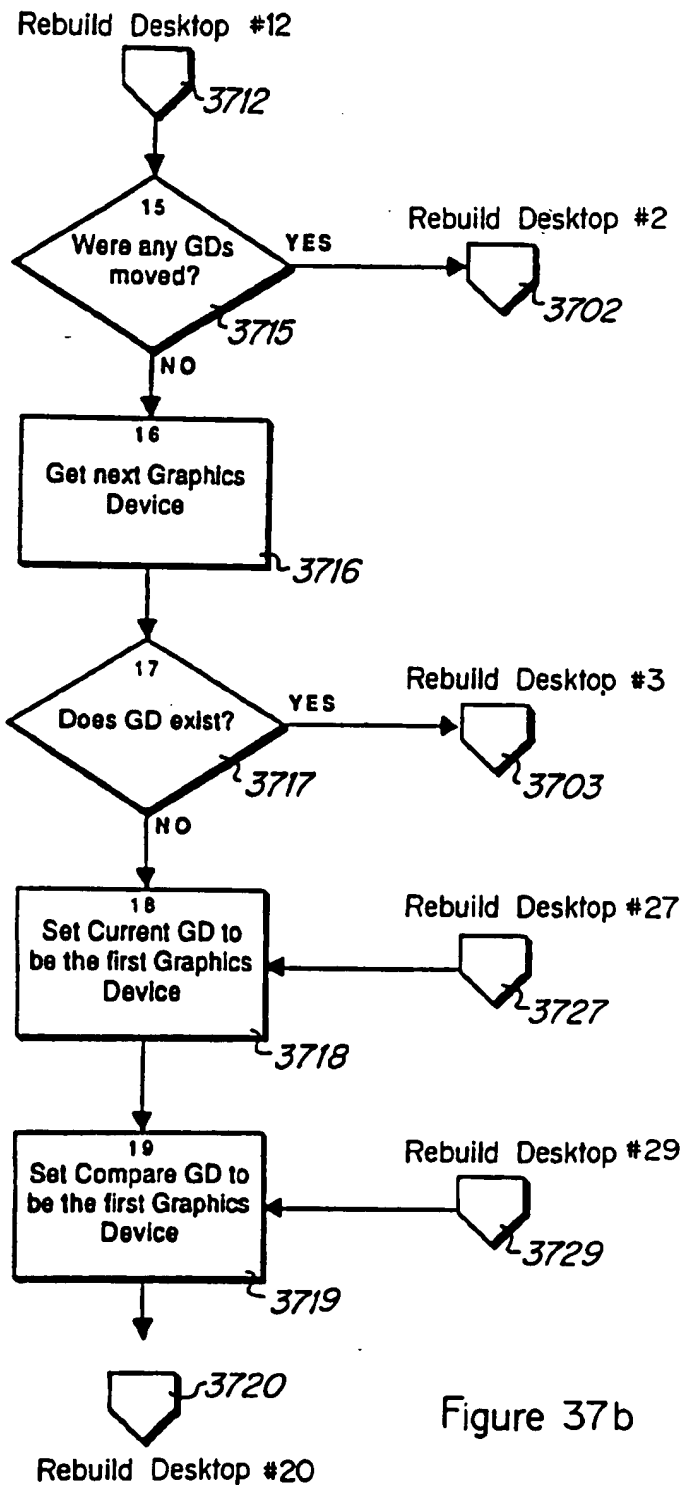 Rebuild Desktop #12
3712
15
Were any GDs
moved?
YES
3715
NO
Rebuild Desktop #2
3702
16
Get next Graphics
Device
3716
17
Does GD exist?
YES
3717
NO
Rebuild Desktop #3
3703
18
Set Current GD to
be the first Graphics
Device
3718
Rebuild Desktop #27
3727
19
Set Compare GD to
be the first Graphics
Device
3719
Rebuild Desktop #29
3729
3720
Rebuild Desktop #20
Figure 37b